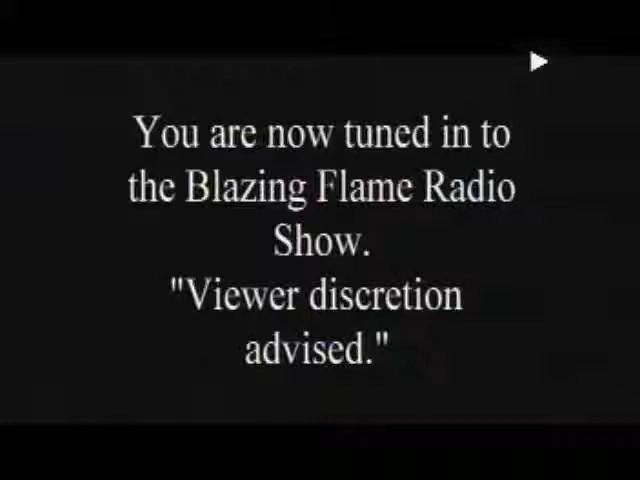 You are now tuned in to
the Blazing Flame Radio
Show.
"Viewer discretion
advised."